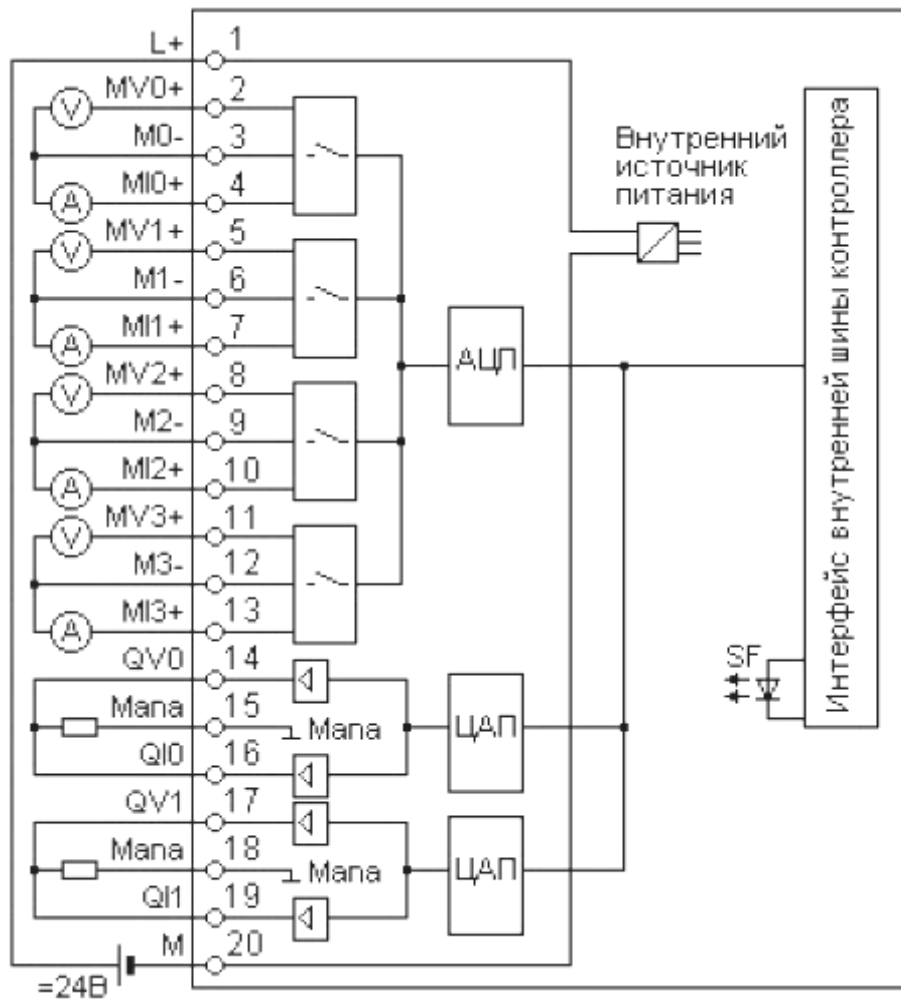 L+ 1
MV0+ 2
V
M0- 3
MI0+ 4
A
MV1+ 5
V
M1- 6
MI1+ 7
A
MV2+ 8
V
M2- 9
MI2+ 10
A
MV3+ 11
V
M3- 12
MI3+ 13
A
QV0 14
Mana 15 Mana
QI0 16
QV1 17
Mana 18 Mana
QI1 19
M 20
=24В
Внутренний
источник
питания
АЦП
ЦАП
ЦАП
SF
Интерфейс внутренней шины контроллера